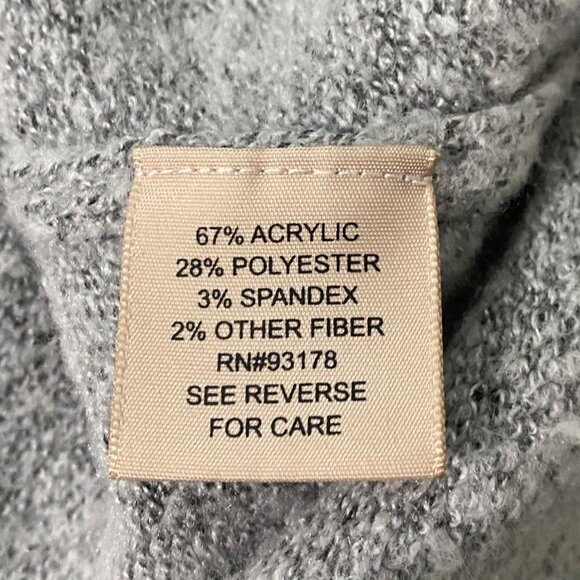 67% ACRYLIC
28% POLYESTER
3% SPANDEX
2% OTHER FIBER
RN#93178
SEE REVERSE
FOR CARE